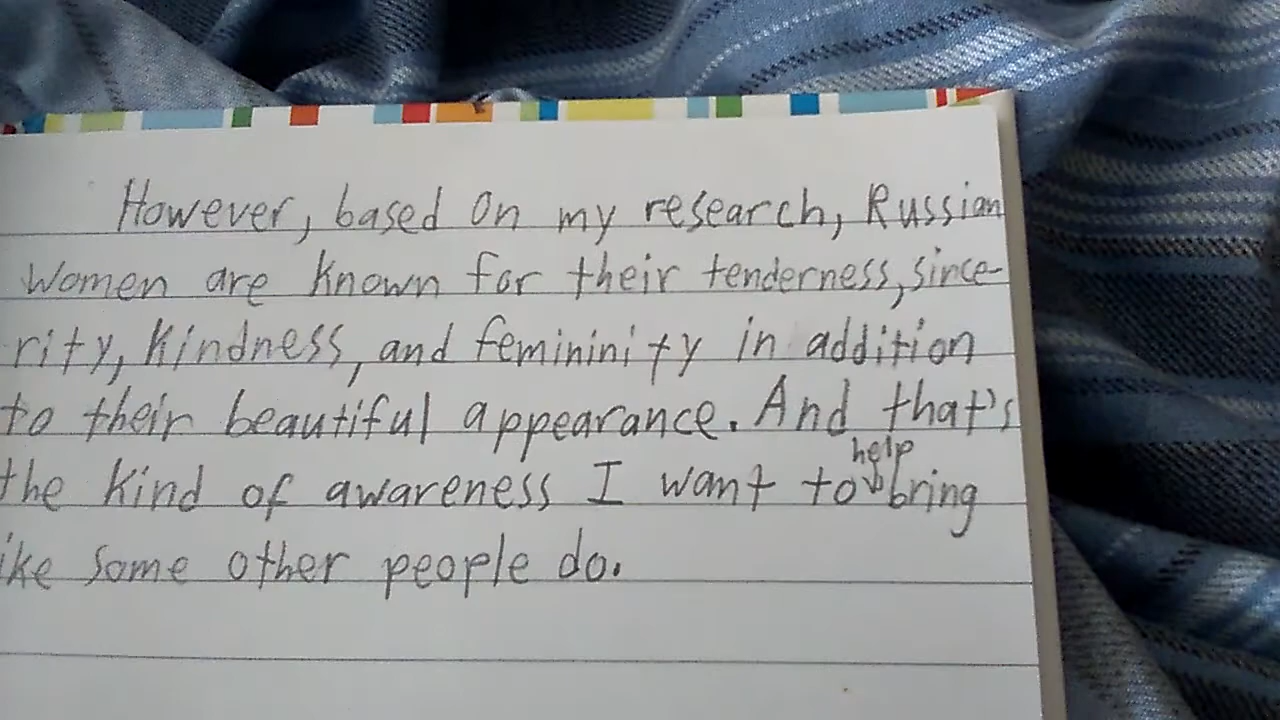 However, based on my research, Russian
Women are known for their tenderness, since-
rity, kindness, and femininity in addition
to their beautiful appearance. And that's
the kind of awareness I want to help bring
ike some other people do.